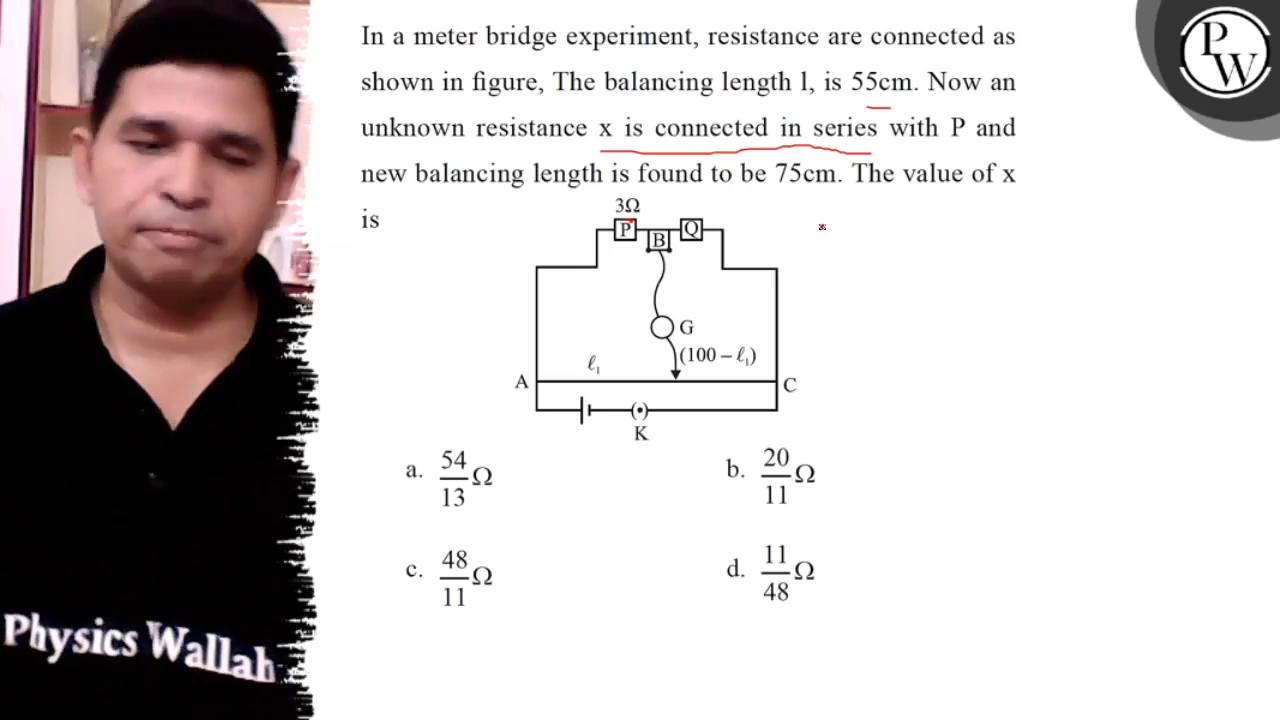 In a meter bridge experiment, resistance are connected as
shown in figure, The balancing length l, is 55cm. Now an
unknown resistance x is connected in series with P and
new balancing length is found to be 75cm. The value of x
is
3Ω
P
B
Q
G
ℓ₁
(100 – ℓ₁)
A
C
K
a. 54/13 Ω
b. 20/11 Ω
c. 48/11 Ω
d. 11/48 Ω
PW
Physics Wallah